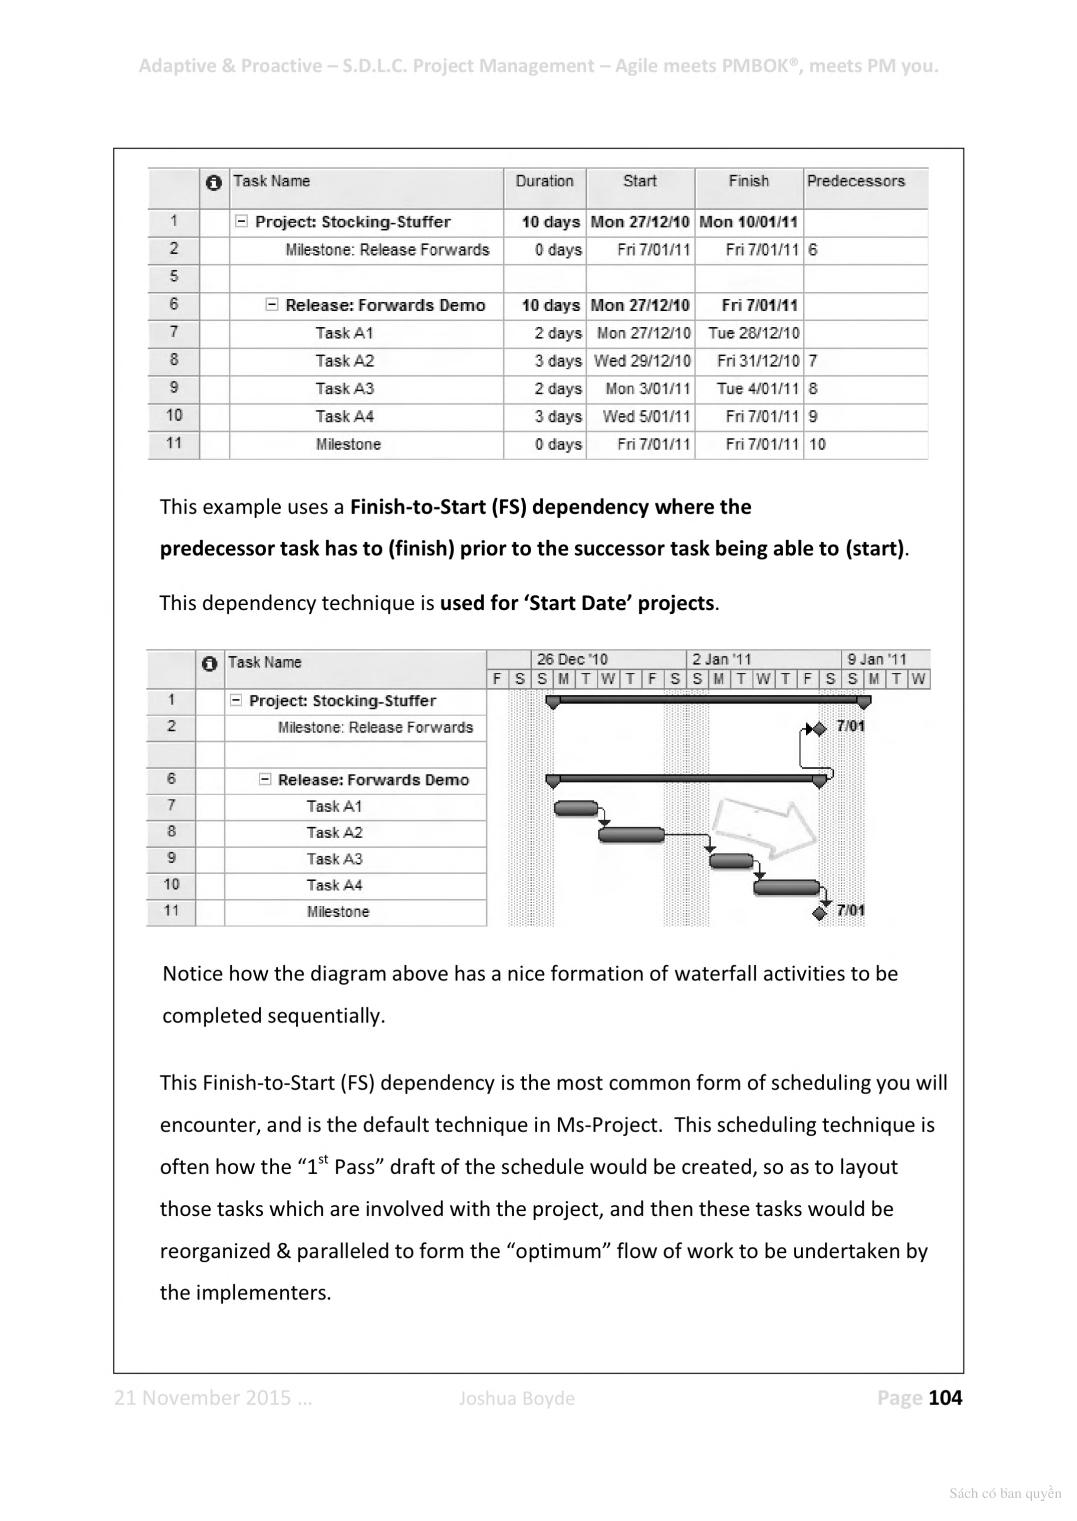 Adaptive & Proactive – S.D.L.C. Project Management – Agile meets PMBOK®, meets PM you.
Task Name Duration Start Finish Predecessors
1 Project: Stocking-Stuffer 10 days Mon 27/12/10 Mon 10/01/11
2 Milestone: Release Forwards 0 days Fri 7/01/11 Fri 7/01/11 6
5
6 Release: Forwards Demo 10 days Mon 27/12/10 Fri 7/01/11
7 Task A1 2 days Mon 27/12/10 Tue 28/12/10
8 Task A2 3 days Wed 29/12/10 Fri 31/12/10 7
9 Task A3 2 days Mon 3/01/11 Tue 4/01/11 8
10 Task A4 3 days Wed 5/01/11 Fri 7/01/11 9
11 Milestone 0 days Fri 7/01/11 Fri 7/01/11 10
This example uses a Finish-to-Start (FS) dependency where the
predecessor task has to (finish) prior to the successor task being able to (start).
This dependency technique is used for ‘Start Date’ projects.
Task Name 26 Dec '10 2 Jan '11 9 Jan '11
F S S M T W T F S S M T W T F S S M T W
1 Project: Stocking-Stuffer
2 Milestone: Release Forwards 7/01
6 Release: Forwards Demo
7 Task A1
8 Task A2
9 Task A3
10 Task A4
11 Milestone 7/01
Notice how the diagram above has a nice formation of waterfall activities to be
completed sequentially.
This Finish-to-Start (FS) dependency is the most common form of scheduling you will
encounter, and is the default technique in Ms-Project.  This scheduling technique is
often how the “1st Pass” draft of the schedule would be created, so as to layout
those tasks which are involved with the project, and then these tasks would be
reorganized & paralleled to form the “optimum” flow of work to be undertaken by
the implementers.
21 November 2015 … Joshua Boyde Page 104
Sách có bản quyền